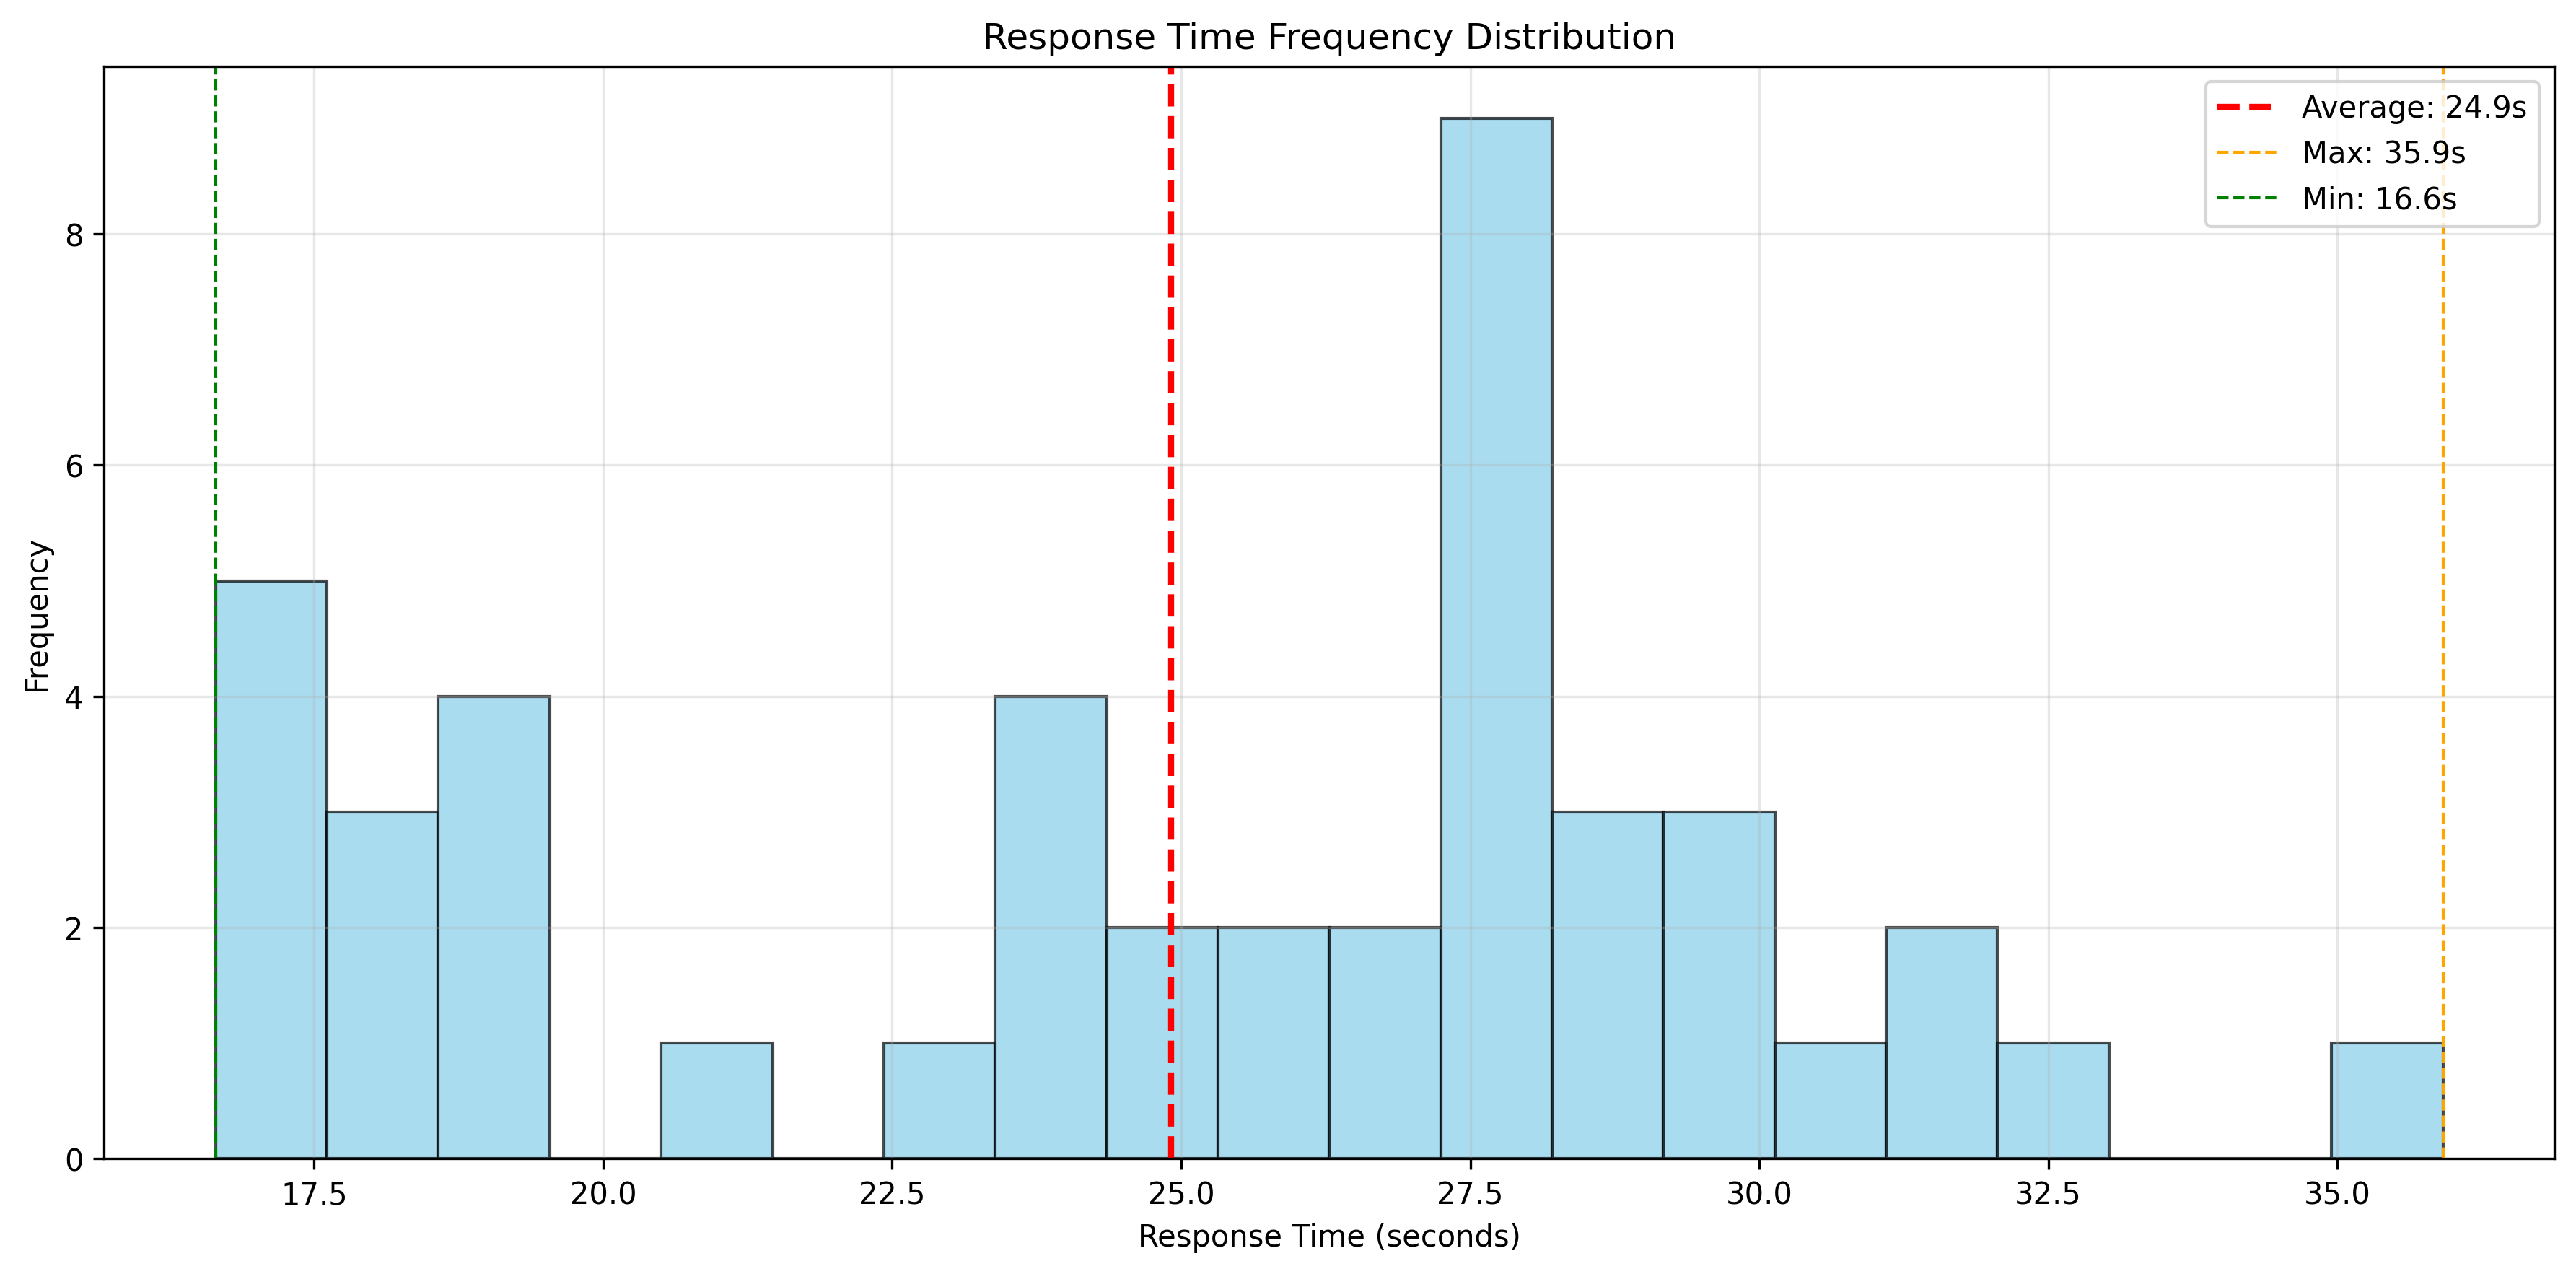 Response Time Frequency Distribution
Average: 24.9s
Max: 35.9s
Min: 16.6s
Frequency
8
6
4
2
0
17.5 20.0 22.5 25.0 27.5 30.0 32.5 35.0
Response Time (seconds)